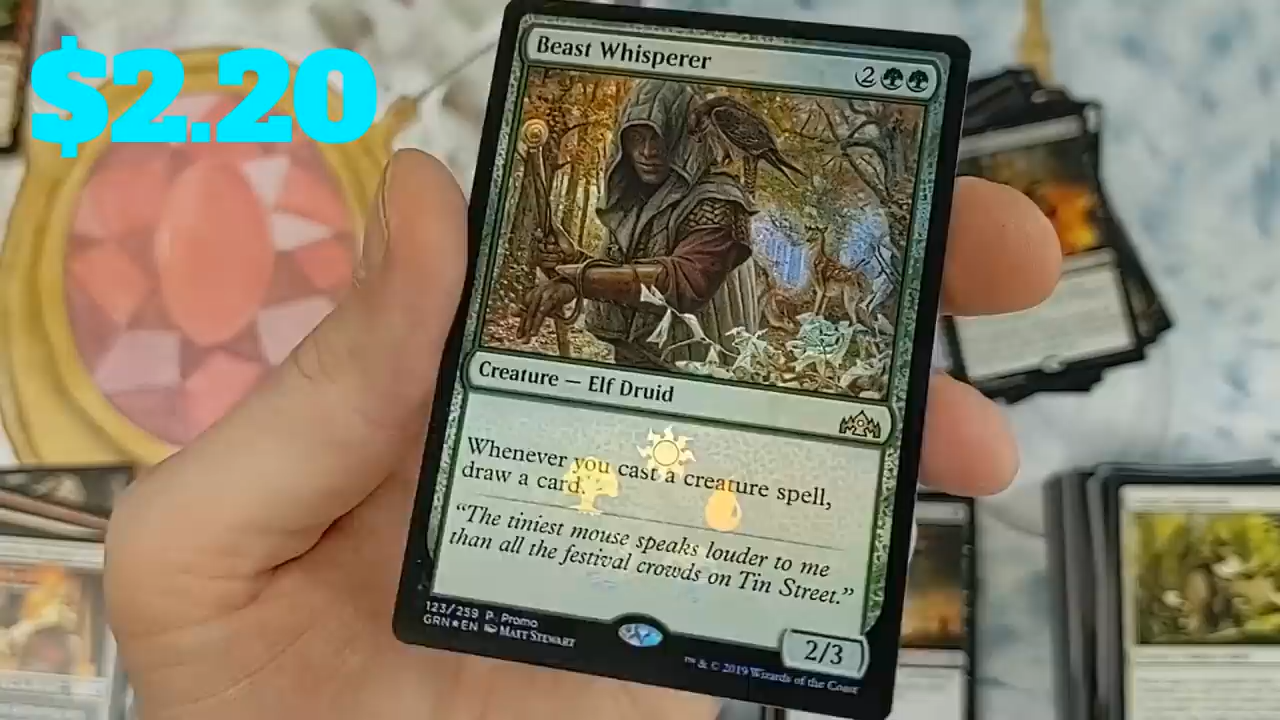 $2.20
Beast Whisperer
2
Creature — Elf Druid
Whenever you cast a creature spell,
draw a card.
“The tiniest mouse speaks louder to me
than all the festival crowds on Tin Street.”
123/259 P Promo
GRN★EN Matt Stewart
2/3
™ & © 2019 Wizards of the Coast